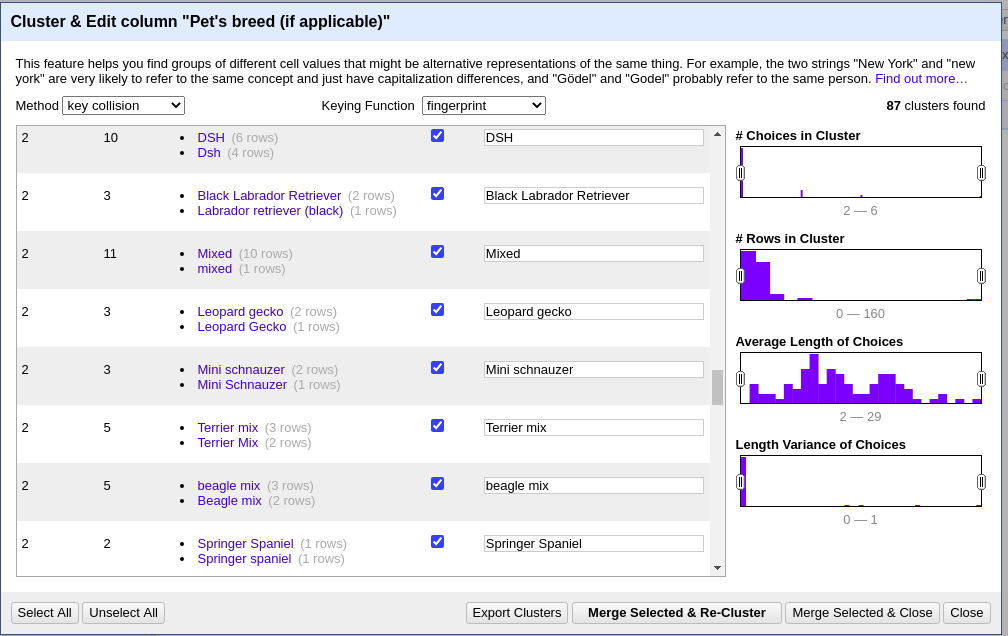 Cluster & Edit column "Pet's breed (if applicable)"
This feature helps you find groups of different cell values that might be alternative representations of the same thing. For example, the two strings "New York" and "new
york" are very likely to refer to the same concept and just have capitalization differences, and "Gödel" and "Godel" probably refer to the same person. Find out more…
Method key collision Keying Function fingerprint 87 clusters found
2 10 • DSH (6 rows) DSH
• Dsh (4 rows)
2 3 • Black Labrador Retriever (2 rows) Black Labrador Retriever
• Labrador retriever (black) (1 rows)
2 11 • Mixed (10 rows) Mixed
• mixed (1 rows)
2 3 • Leopard gecko (2 rows) Leopard gecko
• Leopard Gecko (1 rows)
2 3 • Mini schnauzer (2 rows) Mini schnauzer
• Mini Schnauzer (1 rows)
2 5 • Terrier mix (3 rows) Terrier mix
• Terrier Mix (2 rows)
2 5 • beagle mix (3 rows) beagle mix
• Beagle mix (2 rows)
2 2 • Springer Spaniel (1 rows) Springer Spaniel
• Springer spaniel (1 rows)
# Choices in Cluster
2 — 6
# Rows in Cluster
0 — 160
Average Length of Choices
2 — 29
Length Variance of Choices
0 — 1
Select All Unselect All Export Clusters Merge Selected & Re-Cluster Merge Selected & Close Close